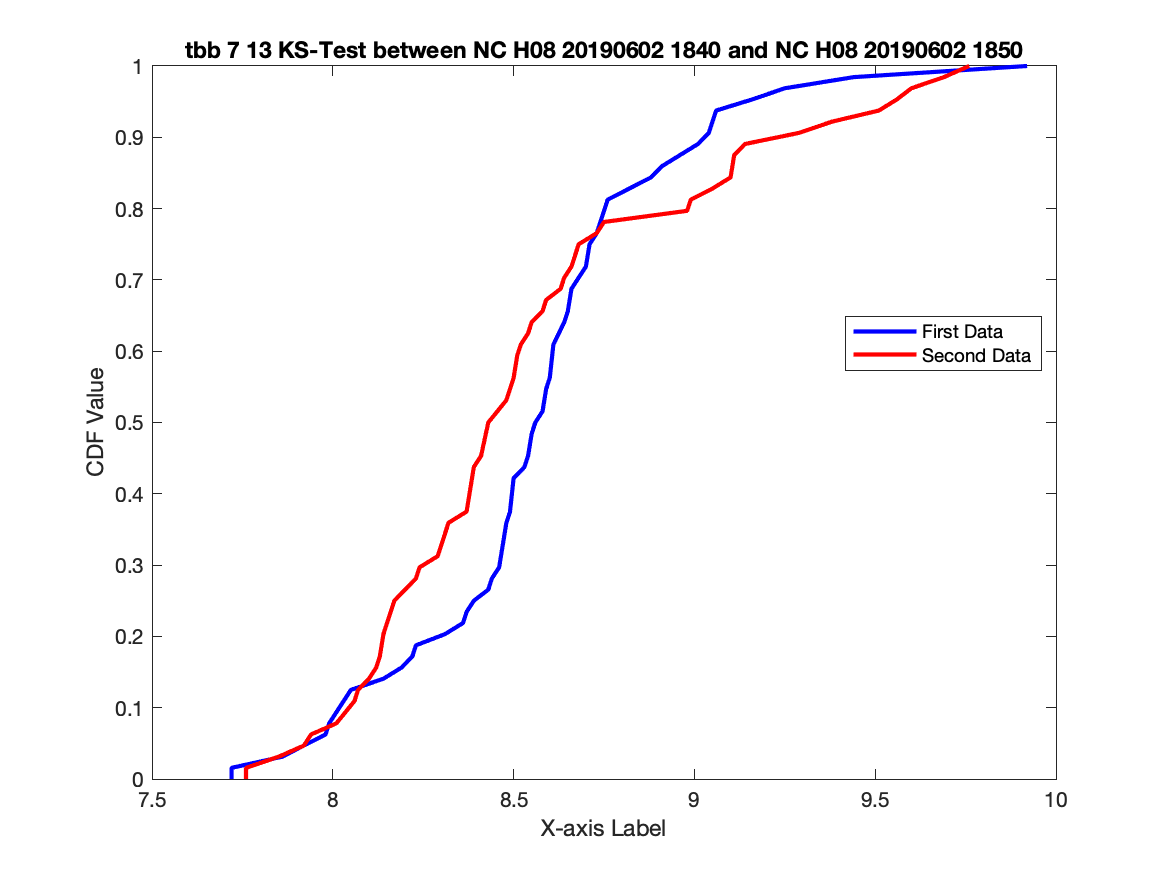 tbb 7 13 KS-Test between NC H08 20190602 1840 and NC H08 20190602 1850
1
0.9
0.8
0.7
0.6
0.5
0.4
0.3
0.2
0.1
0
CDF Value
First Data
Second Data
7.5 8 8.5 9 9.5 10
X-axis Label